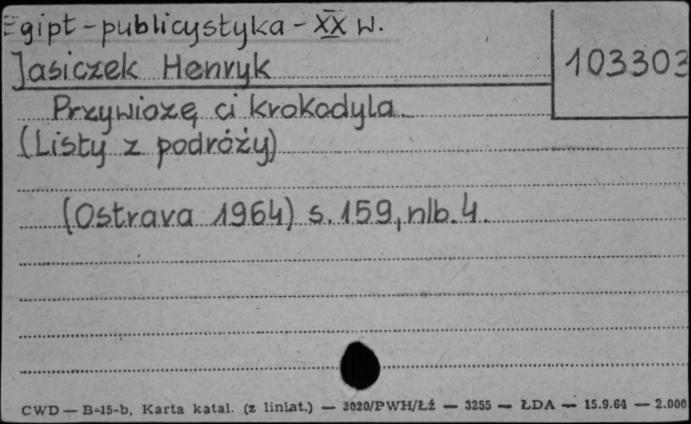 Egipt - publicystyka - XX w.
Jasiczek Henryk
103303
Przywiozę ci krokodyla.
(Listy z podróży)
(Ostrava 1964) s. 159, nlb. 4.
CWD — B-15-b, Karta katal. (z liniat.) — 3020/PWH/Łź — 3255 — ŁDA — 15.9.64 — 2.000